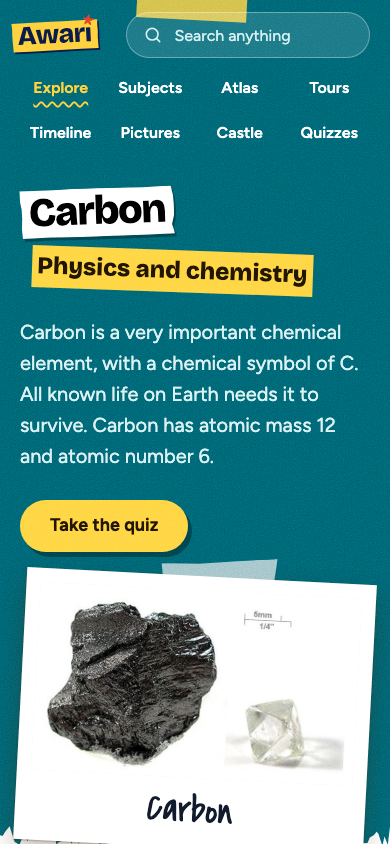 Awari
Search anything
Explore Subjects Atlas Tours
Timeline Pictures Castle Quizzes
Carbon
Physics and chemistry
Carbon is a very important chemical
element, with a chemical symbol of C.
All known life on Earth needs it to
survive. Carbon has atomic mass 12
and atomic number 6.
Take the quiz
5mm
1/4"
Carbon